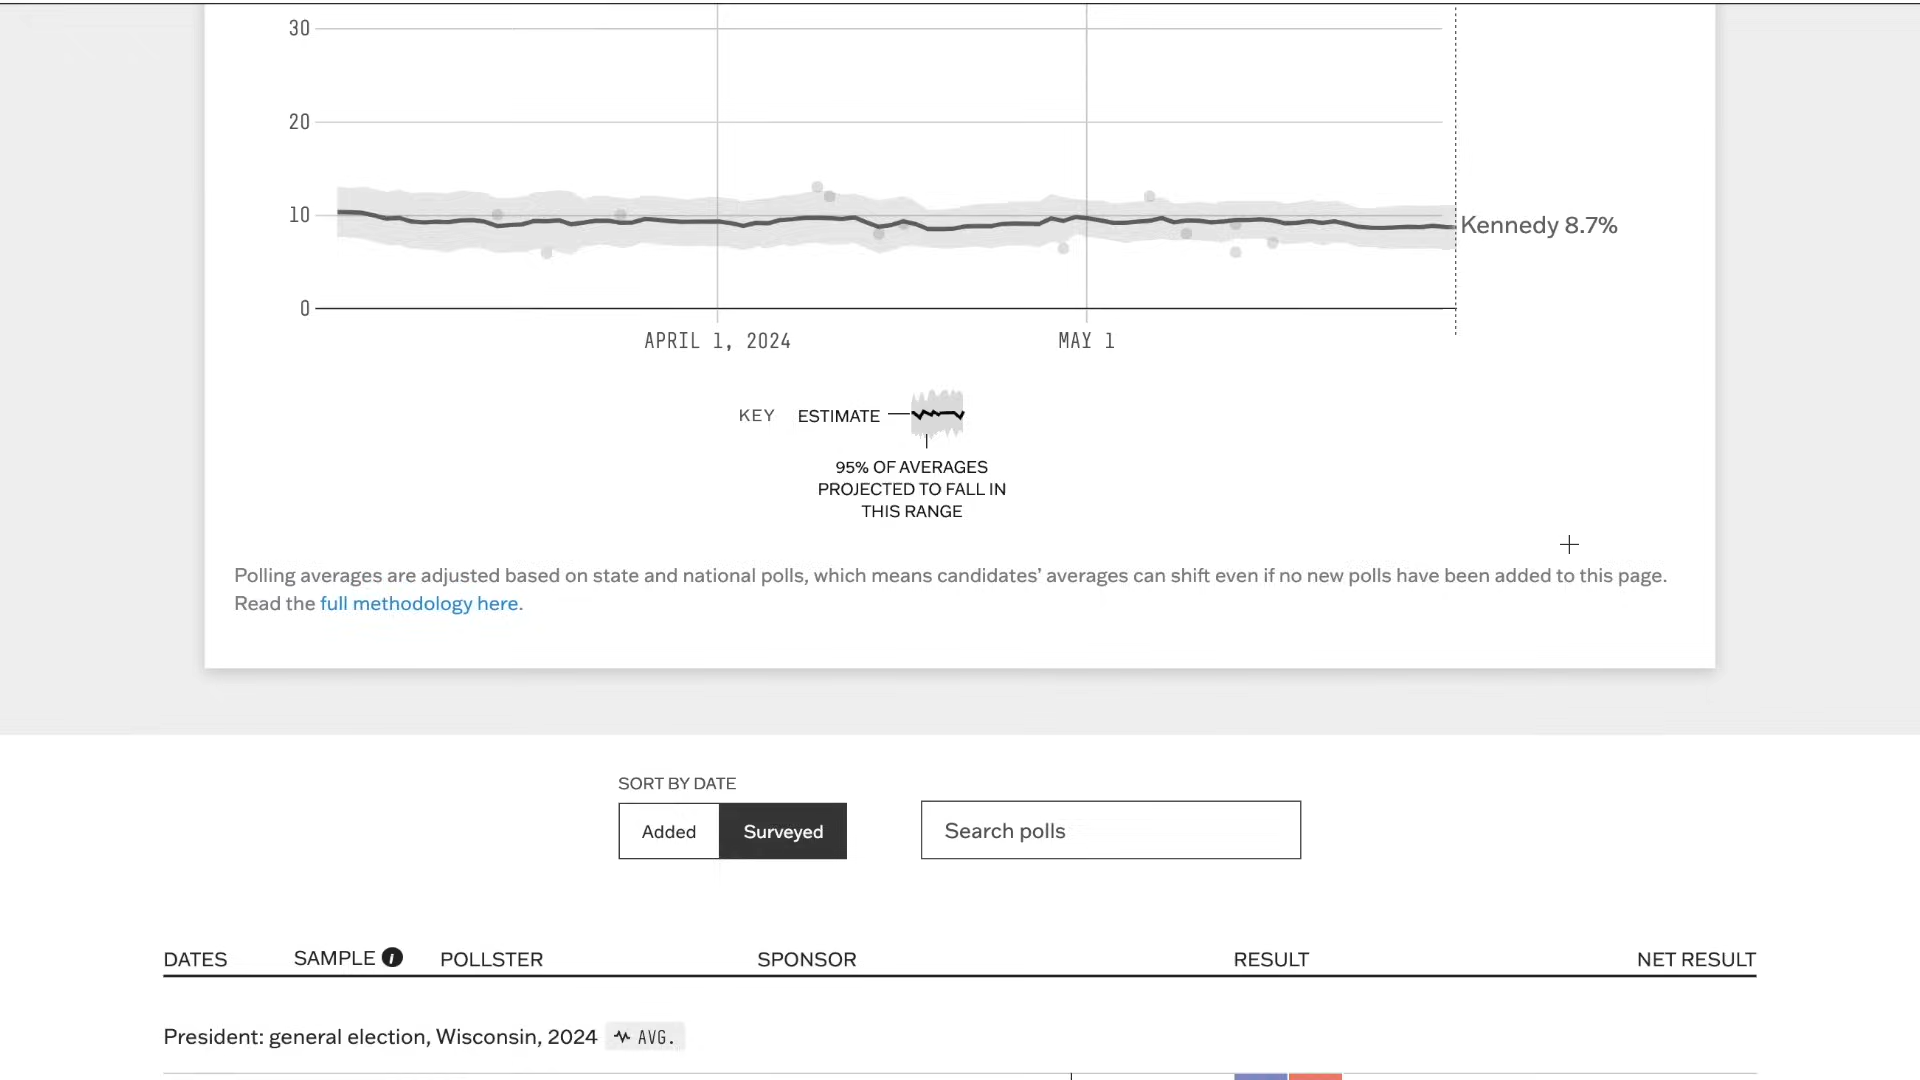 30
20
10
Kennedy 8.7%
0
APRIL 1, 2024 MAY 1
KEY ESTIMATE
95% OF AVERAGES
PROJECTED TO FALL IN
THIS RANGE
Polling averages are adjusted based on state and national polls, which means candidates’ averages can shift even if no new polls have been added to this page.
Read the full methodology here.
SORT BY DATE
Added Surveyed Search polls
DATES SAMPLE i POLLSTER SPONSOR RESULT NET RESULT
President: general election, Wisconsin, 2024 AVG.